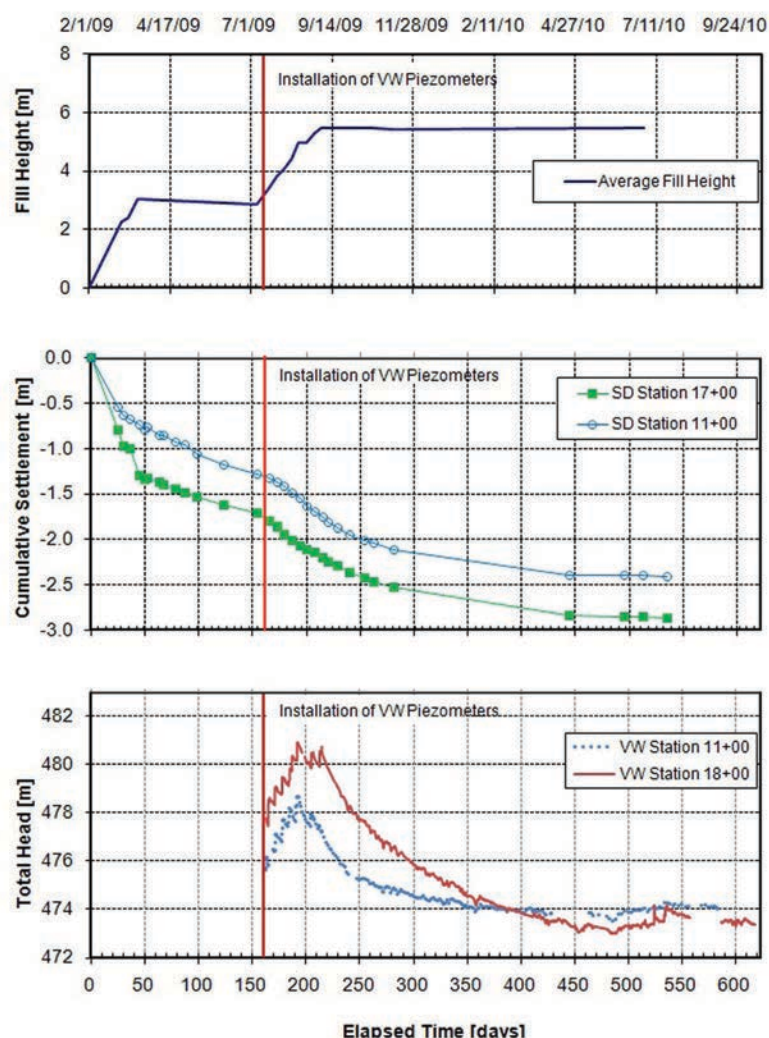 2/1/09 4/17/09 7/1/09 9/14/09 11/28/09 2/11/10 4/27/10 7/11/10 9/24/10
8
6
4
2
0
Fill Height [m]
Installation of VW Piezometers
Average Fill Height
0.0
-0.5
-1.0
-1.5
-2.0
-2.5
-3.0
Cumulative Settlement [m]
Installation of VW Piezometers
SD Station 17+00
SD Station 11+00
482
480
478
476
474
472
Total Head [m]
Installation of VW Piezometers
VW Station 11+00
VW Station 18+00
0 50 100 150 200 250 300 350 400 450 500 550 600
Elapsed Time [days]